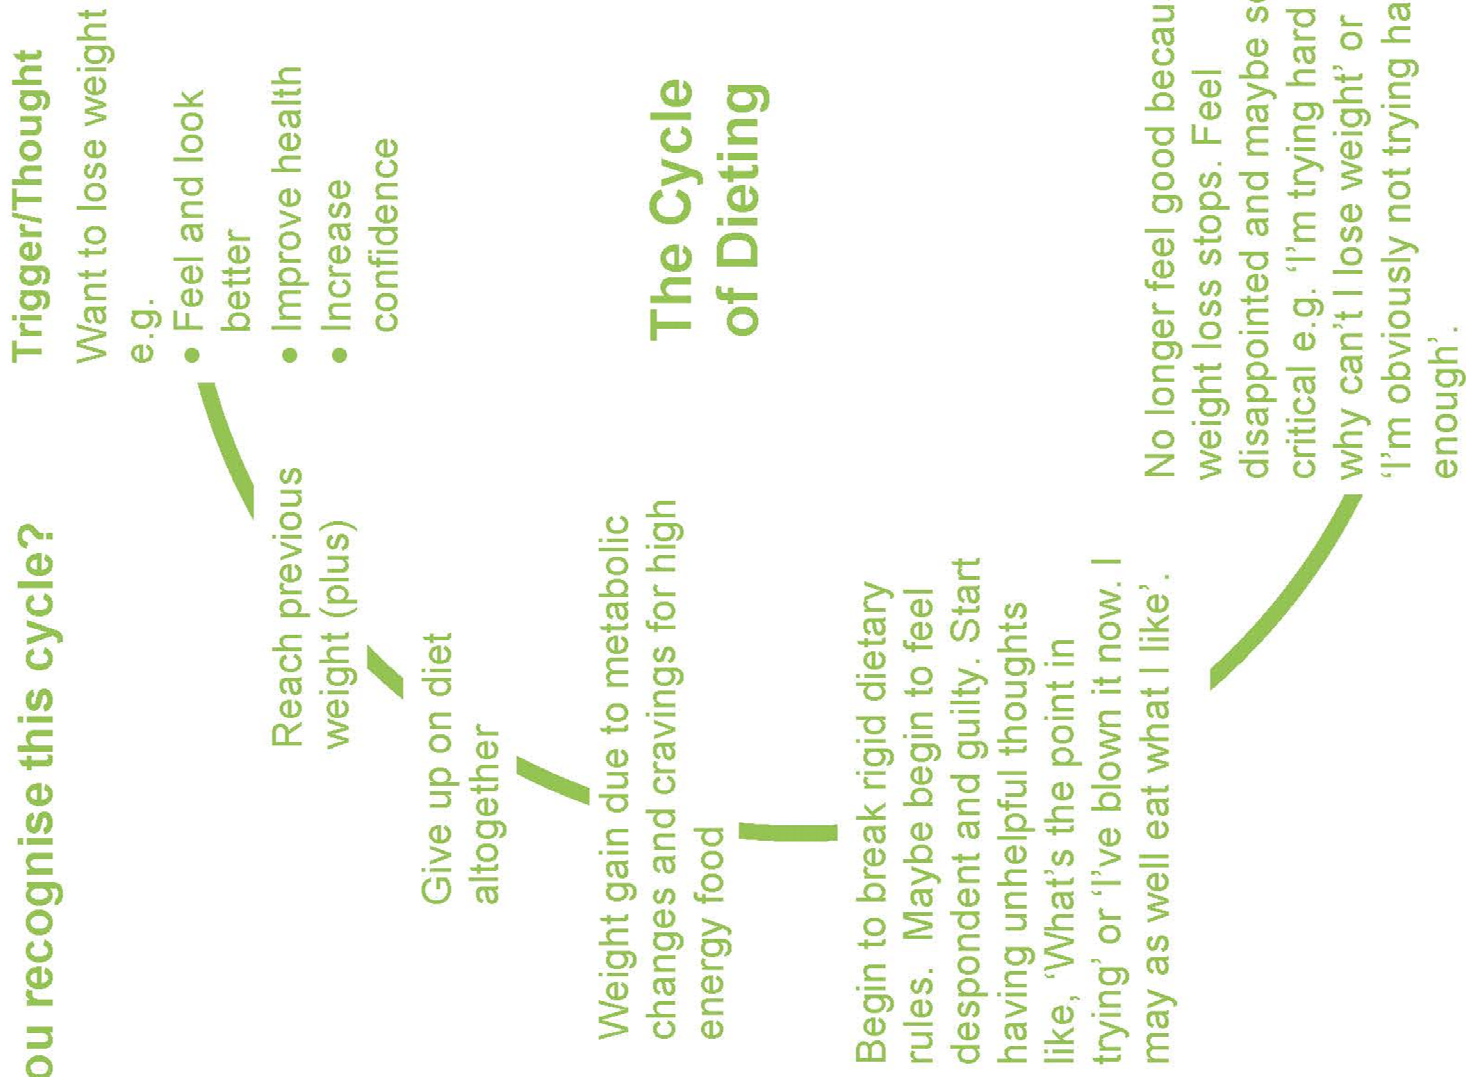 ou recognise this cycle?
Trigger/Thought
Want to lose weight
e.g.
• Feel and look
better
• Improve health
• Increase
confidence
Reach previous
weight (plus)
Give up on diet
altogether
The Cycle
of Dieting
Weight gain due to metabolic
changes and cravings for high
energy food
Begin to break rigid dietary
rules. Maybe begin to feel
despondent and guilty. Start
having unhelpful thoughts
like, ‘What’s the point in
trying’ or ‘I’ve blown it now. I
may as well eat what I like’.
No longer feel good becau
weight loss stops. Feel
disappointed and maybe s
critical e.g. ‘I’m trying hard
why can’t I lose weight’ or
‘I’m obviously not trying ha
enough’.